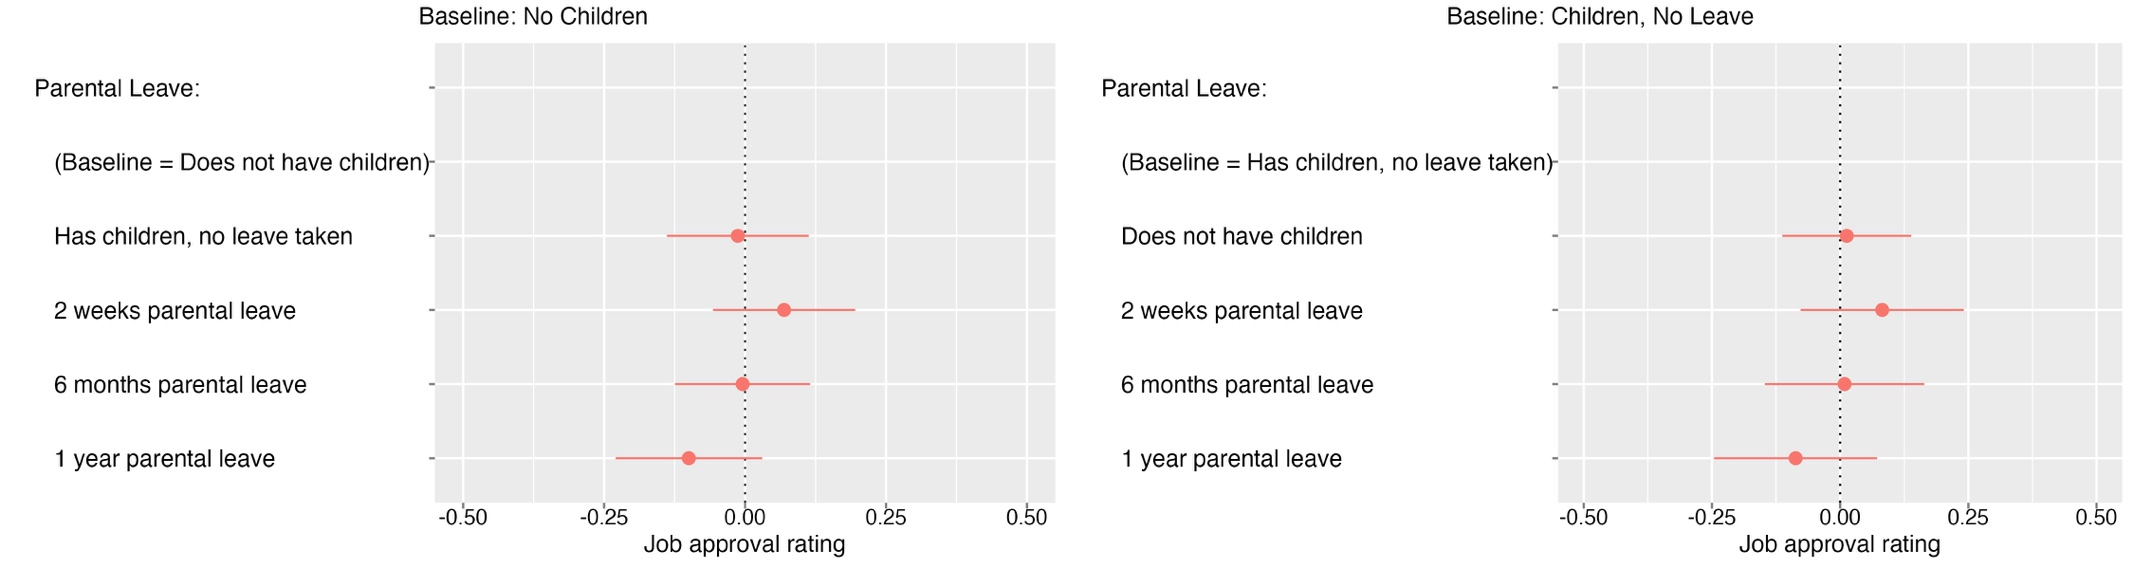 Baseline: No Children
Parental Leave:
(Baseline = Does not have children)
Has children, no leave taken
2 weeks parental leave
6 months parental leave
1 year parental leave
-0.50 -0.25 0.00 0.25 0.50
Job approval rating
Baseline: Children, No Leave
Parental Leave:
(Baseline = Has children, no leave taken)
Does not have children
2 weeks parental leave
6 months parental leave
1 year parental leave
-0.50 -0.25 0.00 0.25 0.50
Job approval rating